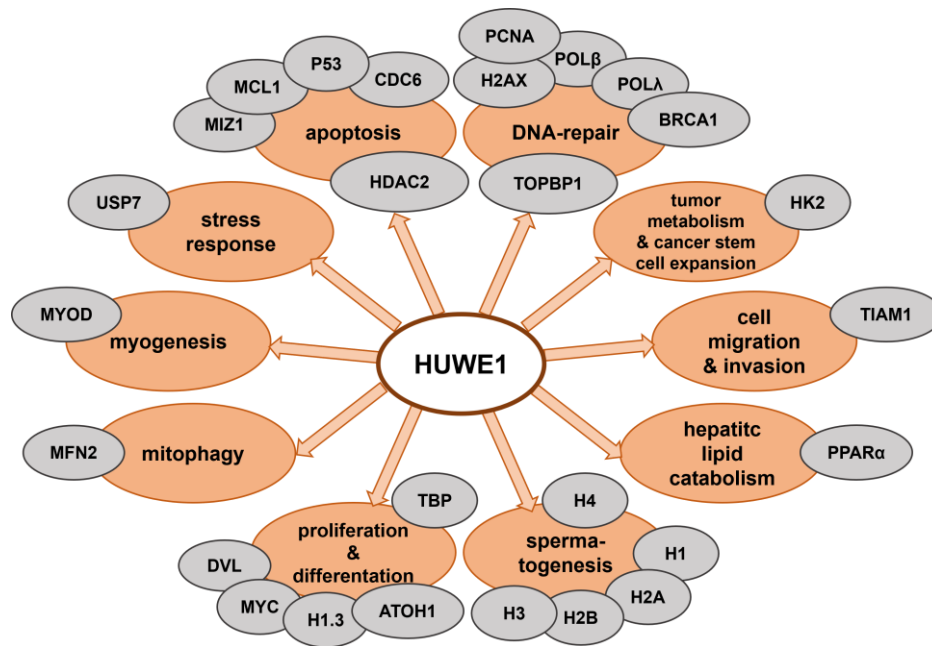 PCNA
P53
POLβ
MCL1
CDC6
H2AX
POLλ
MIZ1
BRCA1
apoptosis
DNA-repair
HDAC2
TOPBP1
USP7
stress
response
tumor
metabolism
& cancer stem
cell expansion
HK2
MYOD
myogenesis
HUWE1
cell
migration
& invasion
TIAM1
MFN2
mitophagy
hepatitc
lipid
catabolism
PPARα
TBP
H4
proliferation
&
differentation
sperma-
togenesis
DVL
H1
MYC
H1.3
ATOH1
H3
H2B
H2A